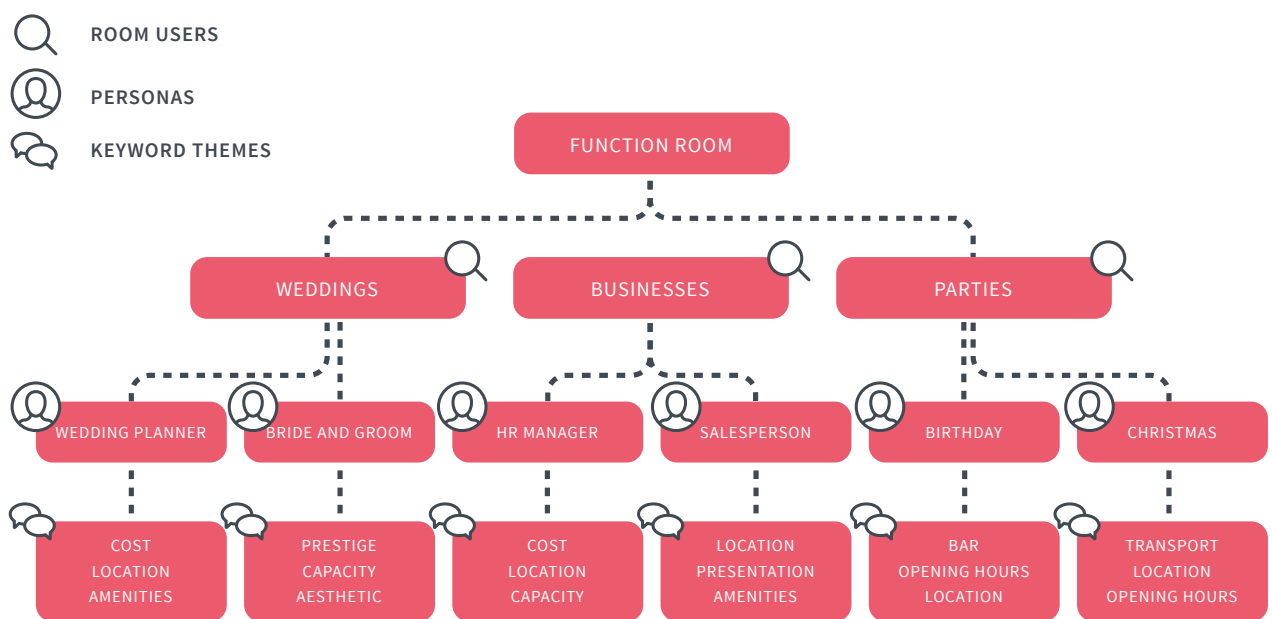 ROOM USERS
PERSONAS
KEYWORD THEMES
FUNCTION ROOM
WEDDINGS
BUSINESSES
PARTIES
WEDDING PLANNER
BRIDE AND GROOM
HR MANAGER
SALESPERSON
BIRTHDAY
CHRISTMAS
COST
LOCATION
AMENITIES
PRESTIGE
CAPACITY
AESTHETIC
COST
LOCATION
CAPACITY
LOCATION
PRESENTATION
AMENITIES
BAR
OPENING HOURS
LOCATION
TRANSPORT
LOCATION
OPENING HOURS